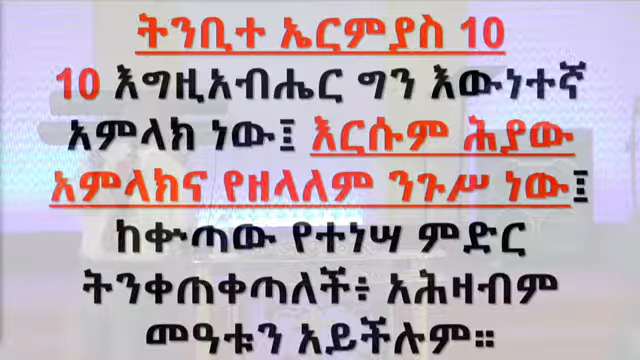 ትንቢተ ኤርምያስ 10
10 እግዚአብሔር ግን እውነተኛ
አምላክ ነው፤ እርሱም ሕያው
አምላክና የዘላለም ንጉሥ ነው፤
ከቍጣው የተነሣ ምድር
ትንቀጠቀጣለች፥ አሕዛብም
መዓቱን አይችሉም።